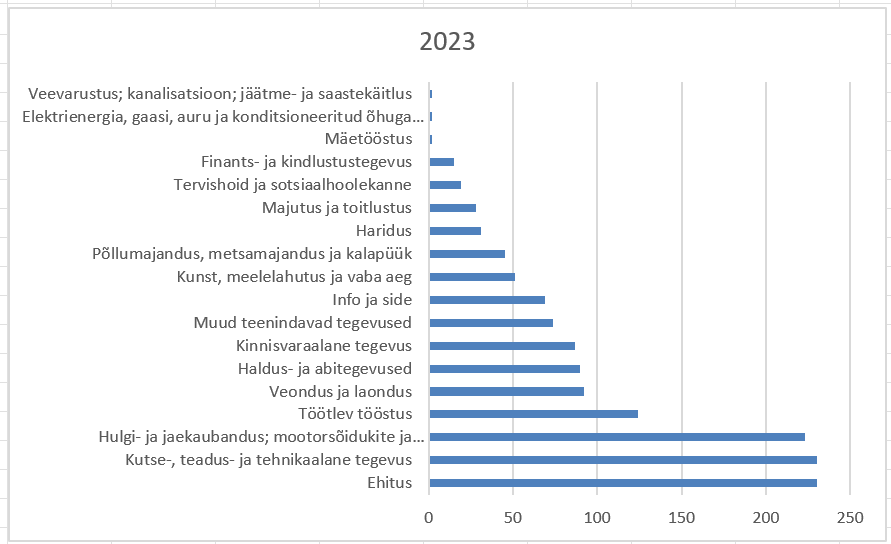 2023
Veevarustus; kanalisatsioon; jäätme- ja saastekäitlus
Elektrienergia, gaasi, auru ja konditsioneeritud õhuga...
Mäetööstus
Finants- ja kindlustustegevus
Tervishoid ja sotsiaalhoolekanne
Majutus ja toitlustus
Haridus
Põllumajandus, metsamajandus ja kalapüük
Kunst, meelelahutus ja vaba aeg
Info ja side
Muud teenindavad tegevused
Kinnisvaraalane tegevus
Haldus- ja abitegevused
Veondus ja laondus
Töötlev tööstus
Hulgi- ja jaekaubandus; mootorsõidukite ja...
Kutse-, teadus- ja tehnikaalane tegevus
Ehitus
0 50 100 150 200 250